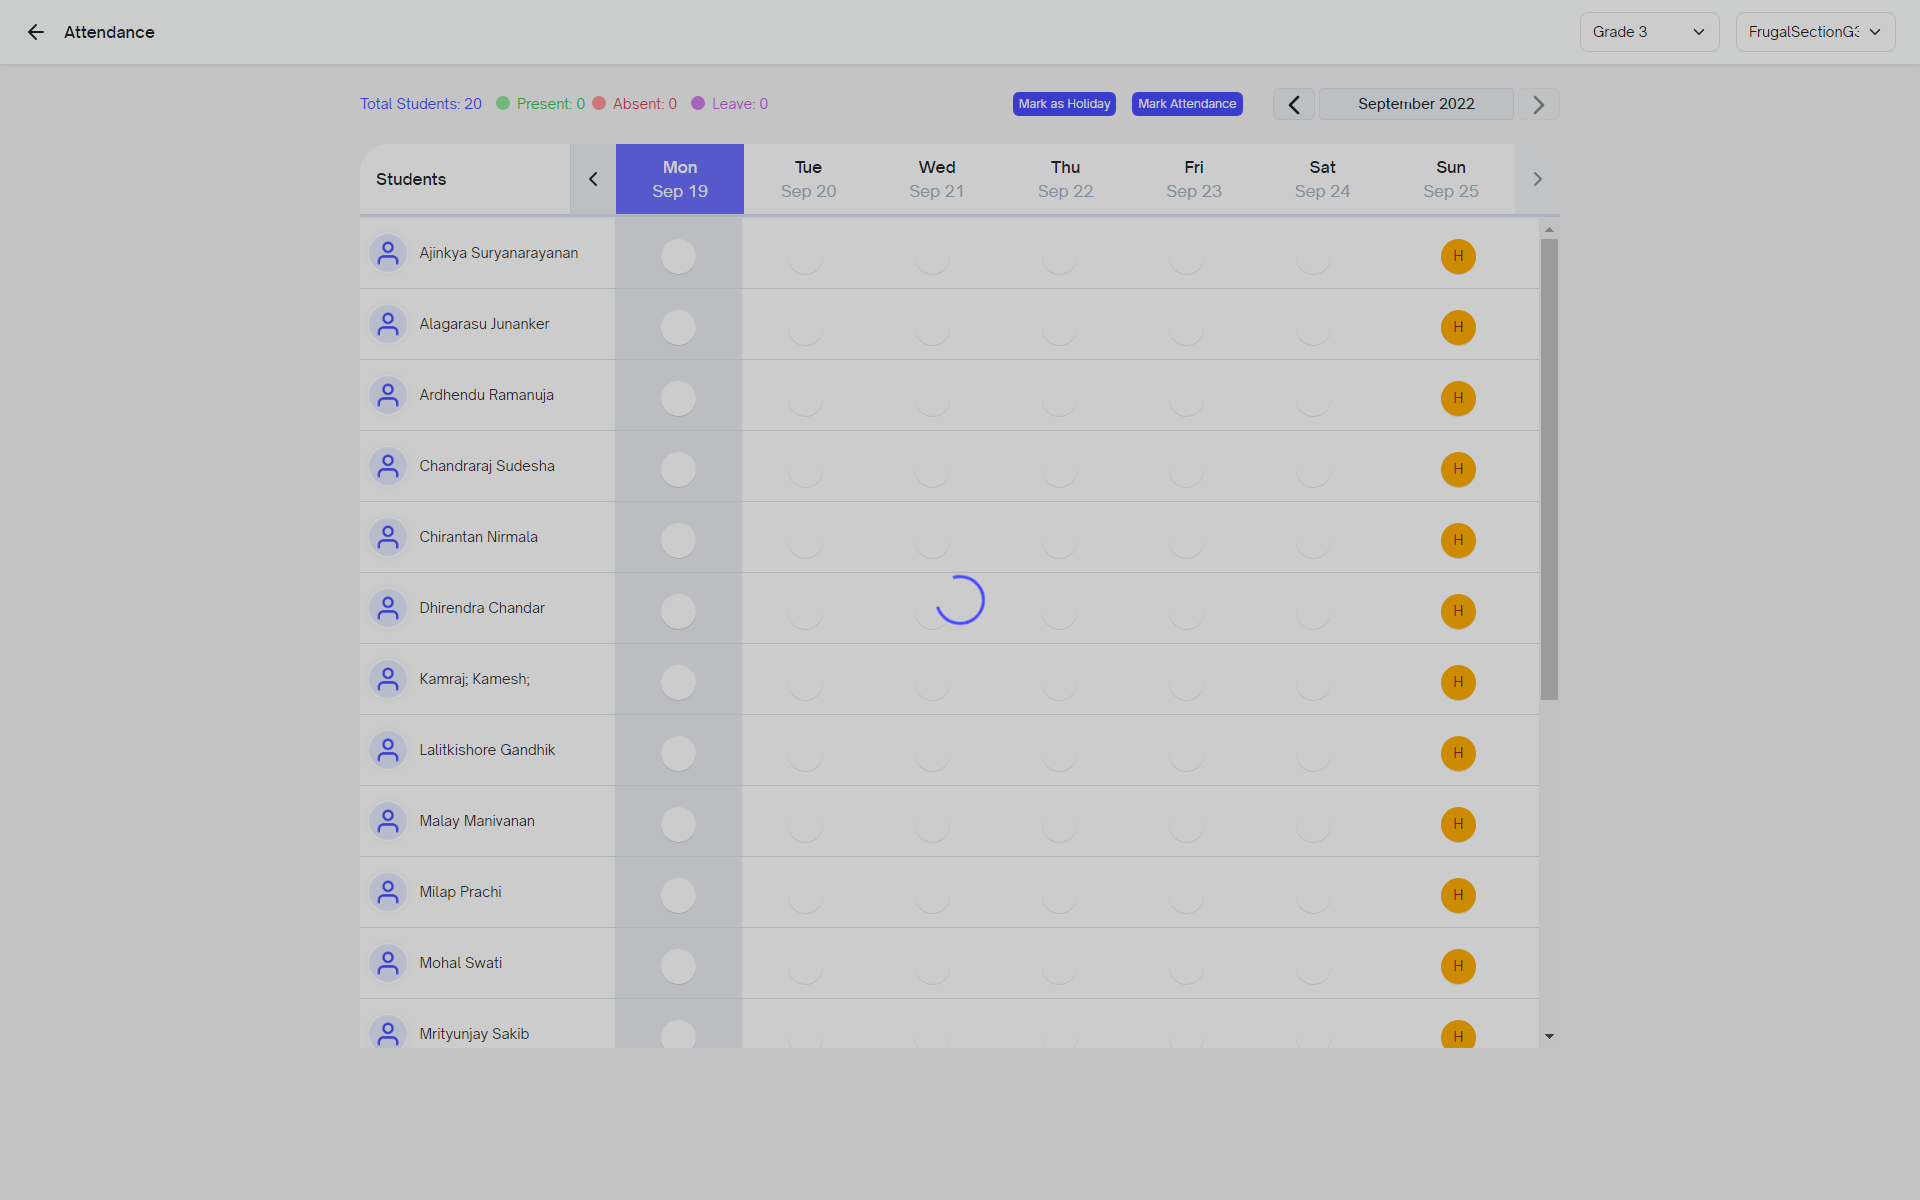 Attendance
Grade 3
FrugalSectionG3
Total Students: 20 Present: 0 Absent: 0 Leave: 0
Mark as Holiday
Mark Attendance
September 2022
Students
Mon Tue Wed Thu Fri Sat Sun
Sep 19 Sep 20 Sep 21 Sep 22 Sep 23 Sep 24 Sep 25
Ajinkya Suryanarayanan H
Alagarasu Junanker H
Ardhendu Ramanuja H
Chandraraj Sudesha H
Chirantan Nirmala H
Dhirendra Chandar H
Kamraj; Kamesh; H
Lalitkishore Gandhik H
Malay Manivanan H
Milap Prachi H
Mohal Swati H
Mrityunjay Sakib H